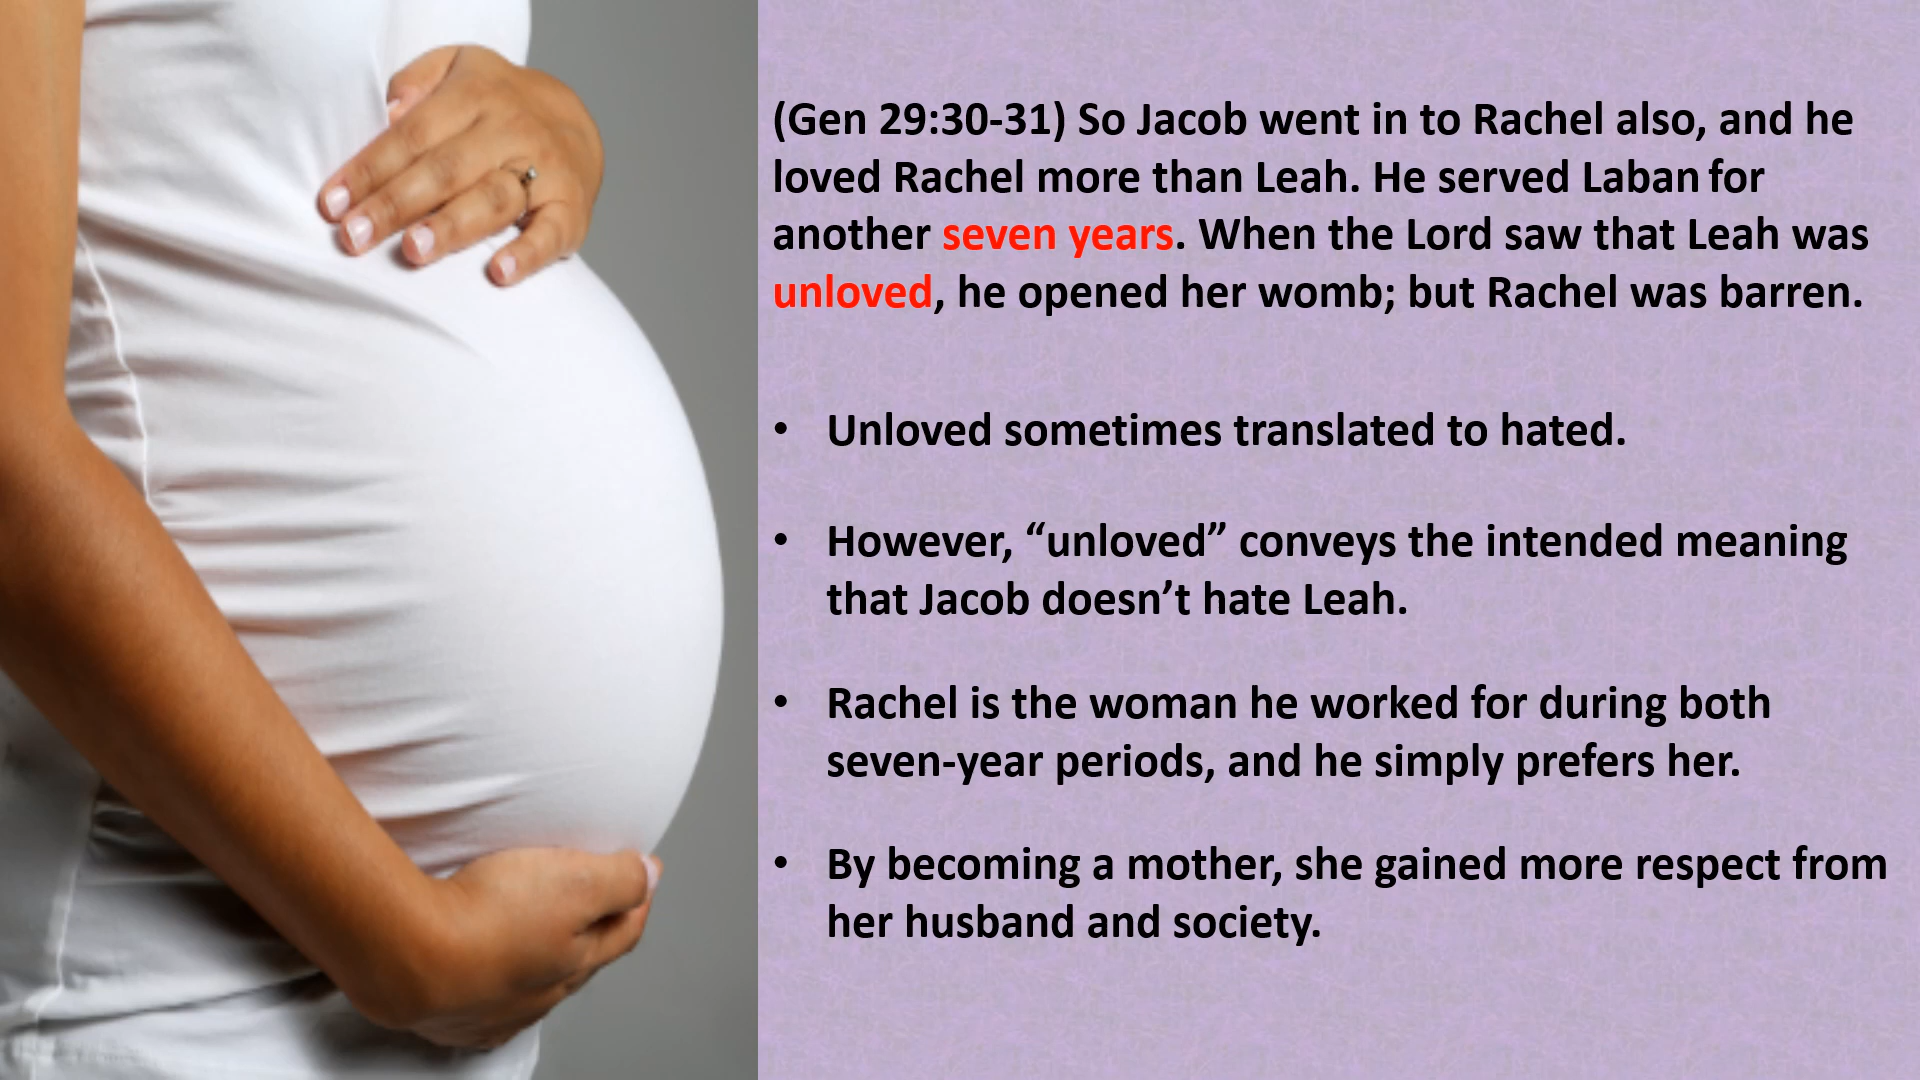 (Gen 29:30-31) So Jacob went in to Rachel also, and he
loved Rachel more than Leah. He served Laban for
another seven years. When the Lord saw that Leah was
unloved, he opened her womb; but Rachel was barren.
• Unloved sometimes translated to hated.
• However, “unloved” conveys the intended meaning
that Jacob doesn’t hate Leah.
• Rachel is the woman he worked for during both
seven-year periods, and he simply prefers her.
• By becoming a mother, she gained more respect from
her husband and society.